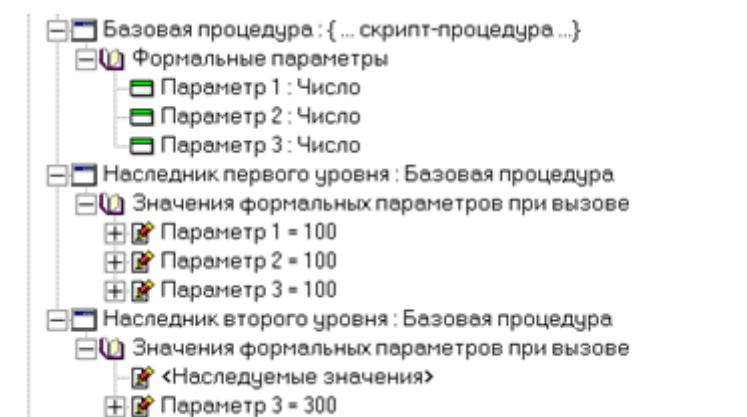 Базовая процедура : { ... скрипт-процедура ...}
Формальные параметры
Параметр 1 : Число
Параметр 2 : Число
Параметр 3 : Число
Наследник первого уровня : Базовая процедура
Значения формальных параметров при вызове
Параметр 1 = 100
Параметр 2 = 100
Параметр 3 = 100
Наследник второго уровня : Базовая процедура
Значения формальных параметров при вызове
<Наследуемые значения>
Параметр 3 = 300